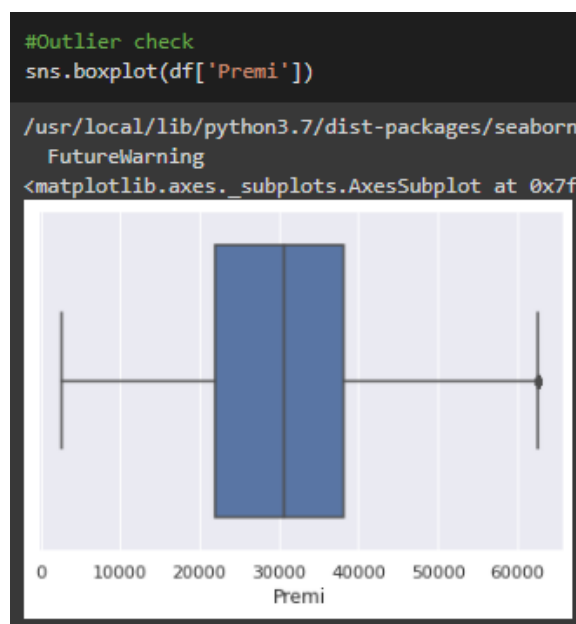 #Outlier check
sns.boxplot(df['Premi'])
/usr/local/lib/python3.7/dist-packages/seaborn
FutureWarning
<matplotlib.axes._subplots.AxesSubplot at 0x7f
0 10000 20000 30000 40000 50000 60000
Premi